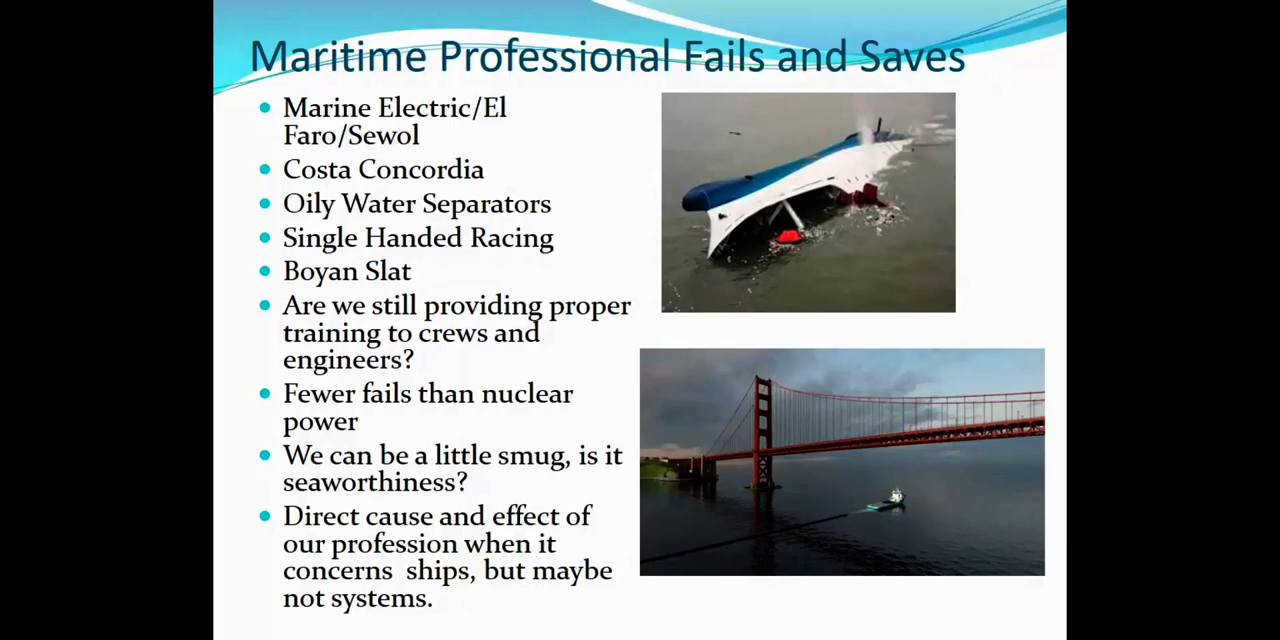 Maritime Professional Fails and Saves
Marine Electric/El
Faro/Sewol
Costa Concordia
Oily Water Separators
Single Handed Racing
Boyan Slat
Are we still providing proper
training to crews and
engineers?
Fewer fails than nuclear
power
We can be a little smug, is it
seaworthiness?
Direct cause and effect of
our profession when it
concerns ships, but maybe
not systems.